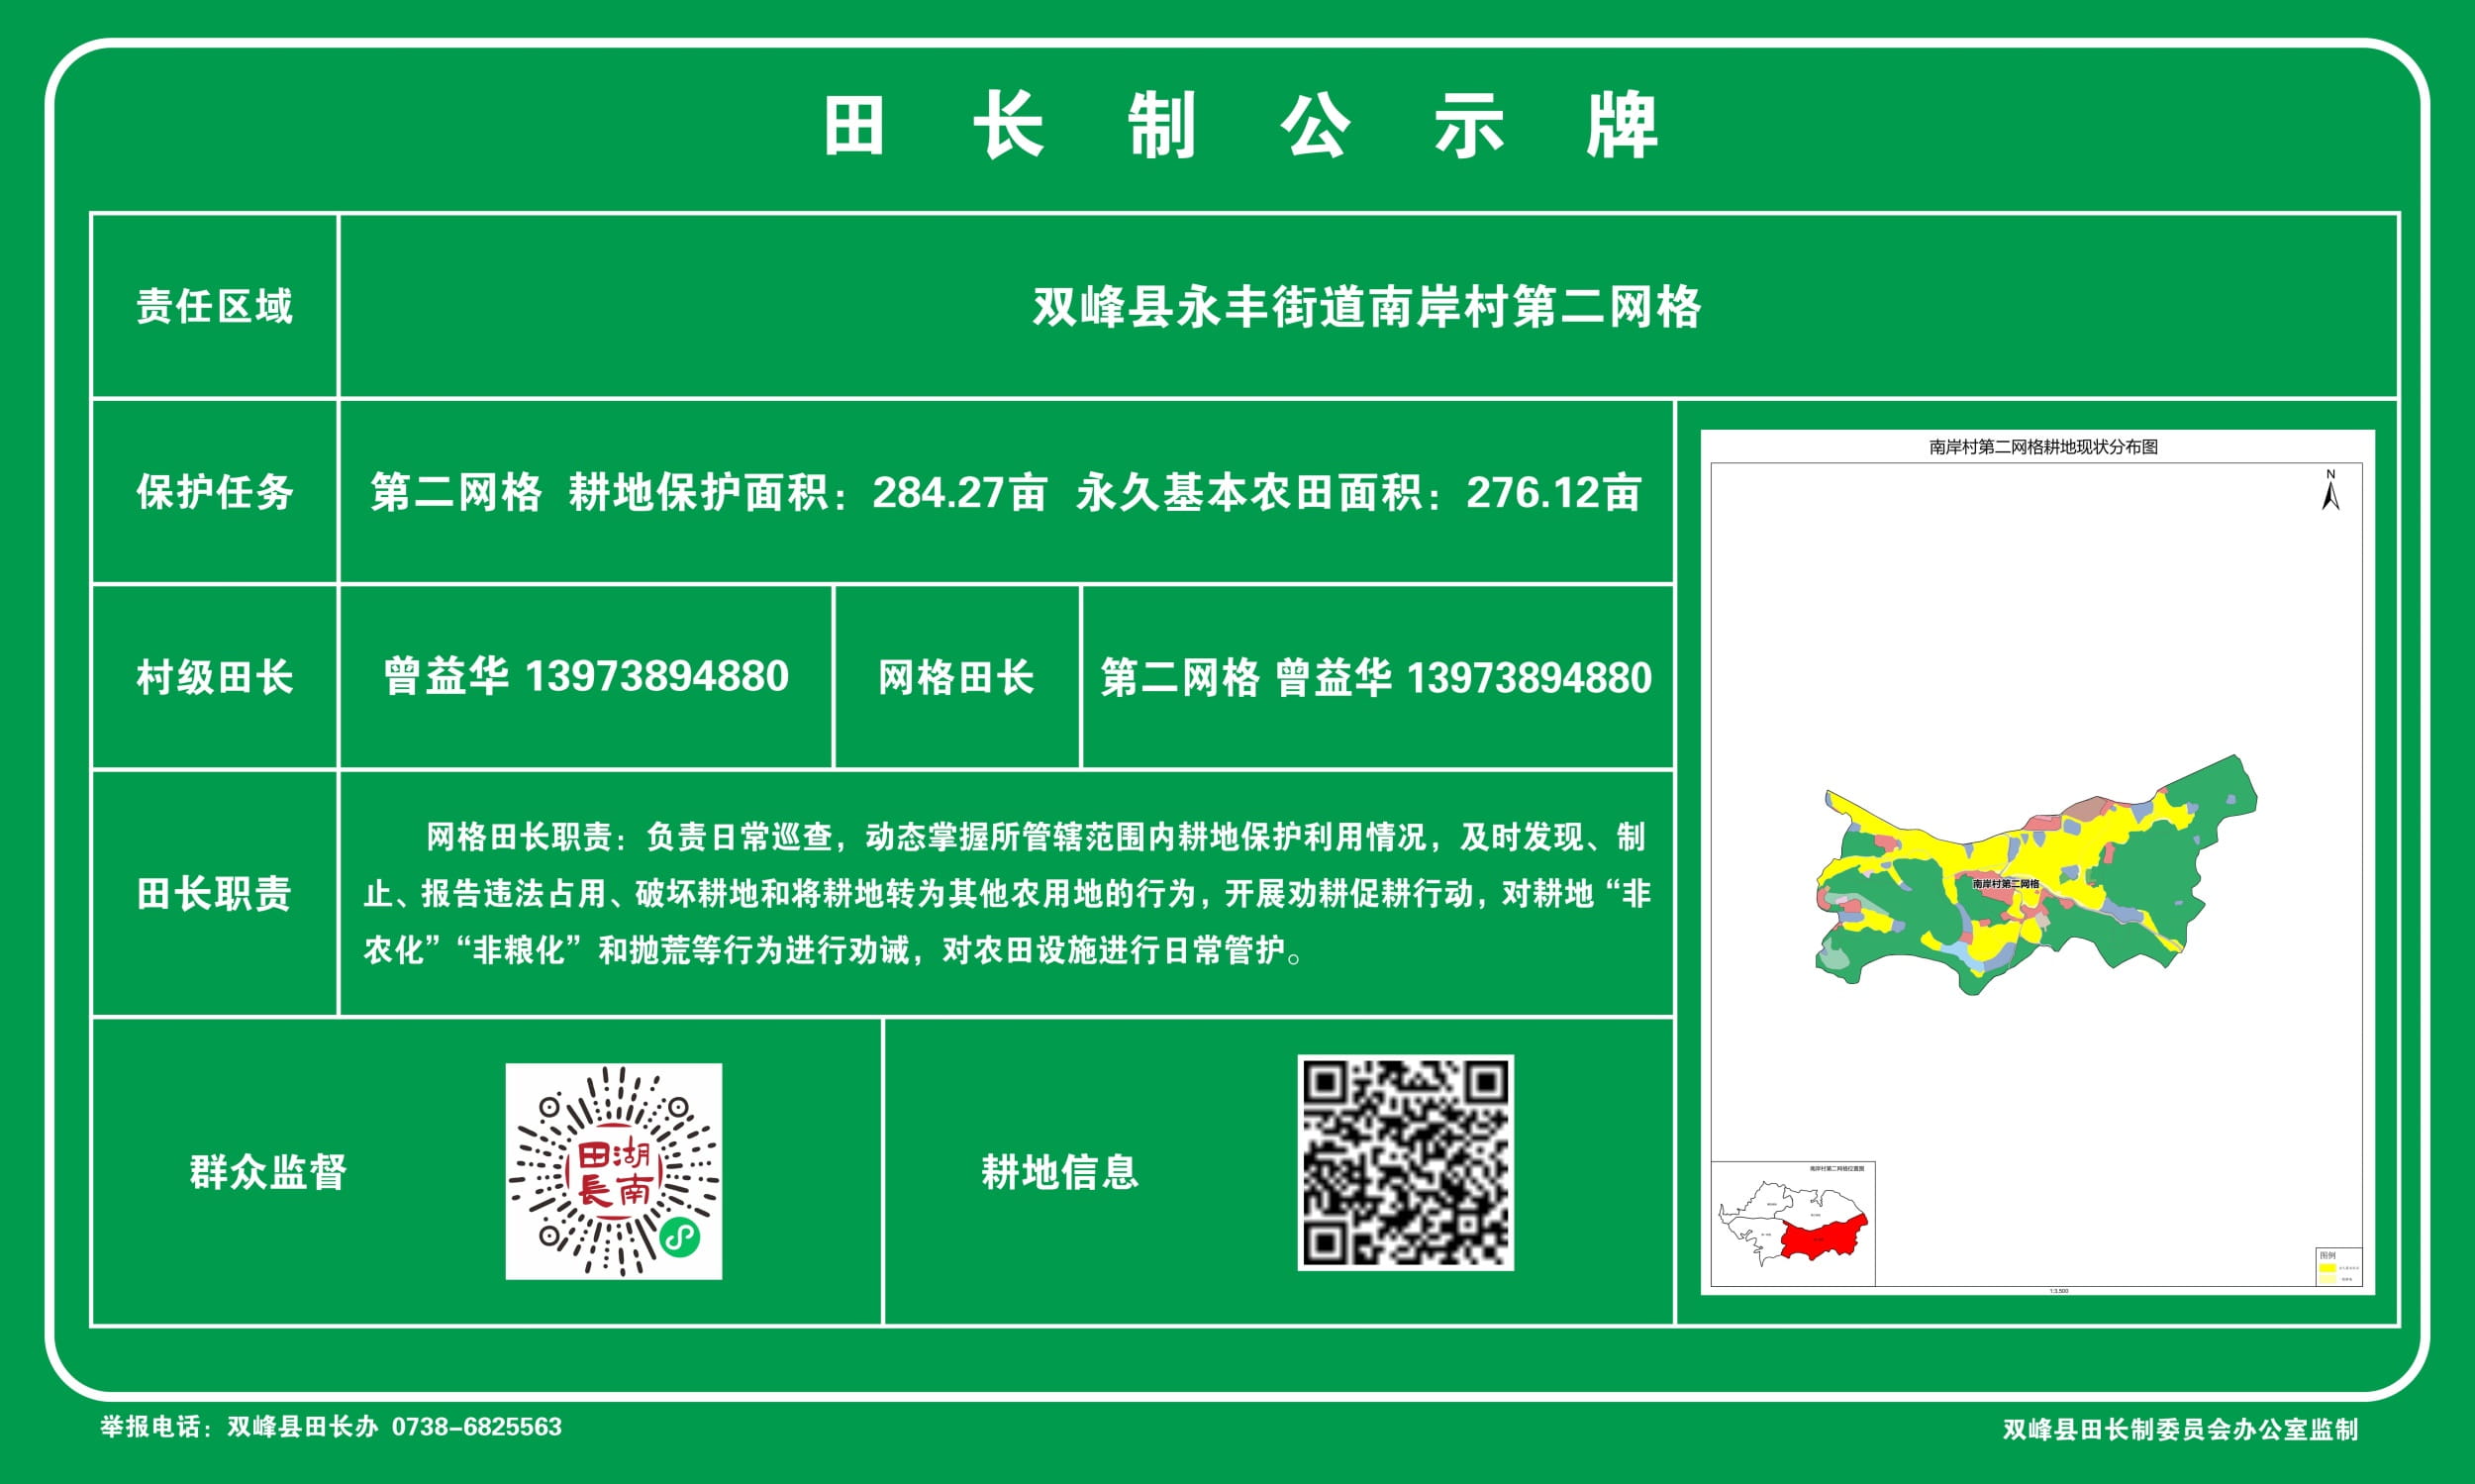 田长制公示牌
责任区域
双峰县永丰街道南岸村第二网格
保护任务
第二网格 耕地保护面积：284.27亩 永久基本农田面积：276.12亩
村级田长
曾益华 13973894880
网格田长
第二网格 曾益华 13973894880
田长职责
网格田长职责：负责日常巡查，动态掌握所管辖范围内耕地保护利用情况，及时发现、制
止、报告违法占用、破坏耕地和将耕地转为其他农用地的行为，开展劝耕促耕行动，对耕地“非
农化”“非粮化”和抛荒等行为进行劝诫，对农田设施进行日常管护。
群众监督
湖南
田長
耕地信息
南岸村第二网格耕地现状分布图
N
南岸村第二网格
南岸村第二网格位置图
图例
1:3,500
举报电话：双峰县田长办 0738-6825563
双峰县田长制委员会办公室监制